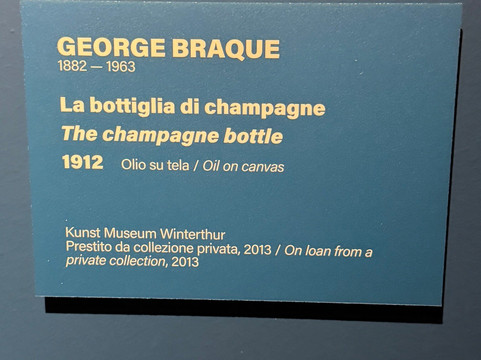 GEORGE BRAQUE
1882 — 1963
La bottiglia di champagne
The champagne bottle
1912 Olio su tela / Oil on canvas
Kunst Museum Winterthur
Prestito da collezione privata, 2013 / On loan from a
private collection, 2013